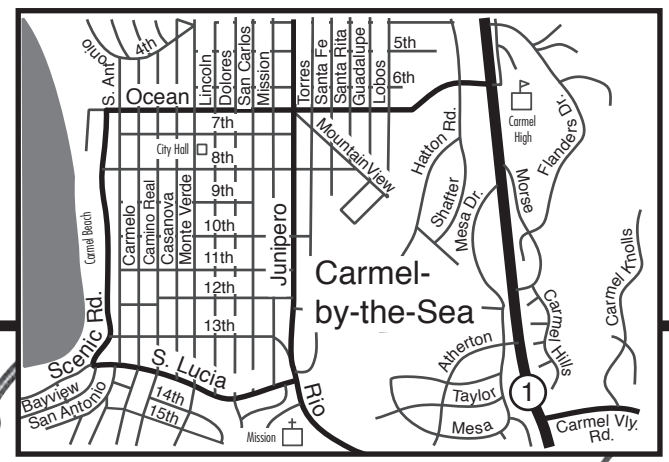 S. Antonio
4th
Lincoln
Dolores
San Carlos
Mission
Torres
Santa Fe
Santa Rita
Guadalupe
Lobos
5th
6th
Ocean
Carmel
High
Flanders Dr.
7th
City Hall
8th
MountainView
Hatton Rd.
Shafter
Mesa Dr.
Morse
9th
10th
11th
12th
13th
Carmel Beach
Carmelo
Camino Real
Casanova
Monte Verde
Junipero
Carmel-
by-the-Sea
Carmel Knolls
Carmel Hills
Scenic Rd.
S. Lucia
Rio
Atherton
Taylor
Mesa
1
Bayview
San Antonio
14th
15th
Mission
Carmel Vly.
Rd.